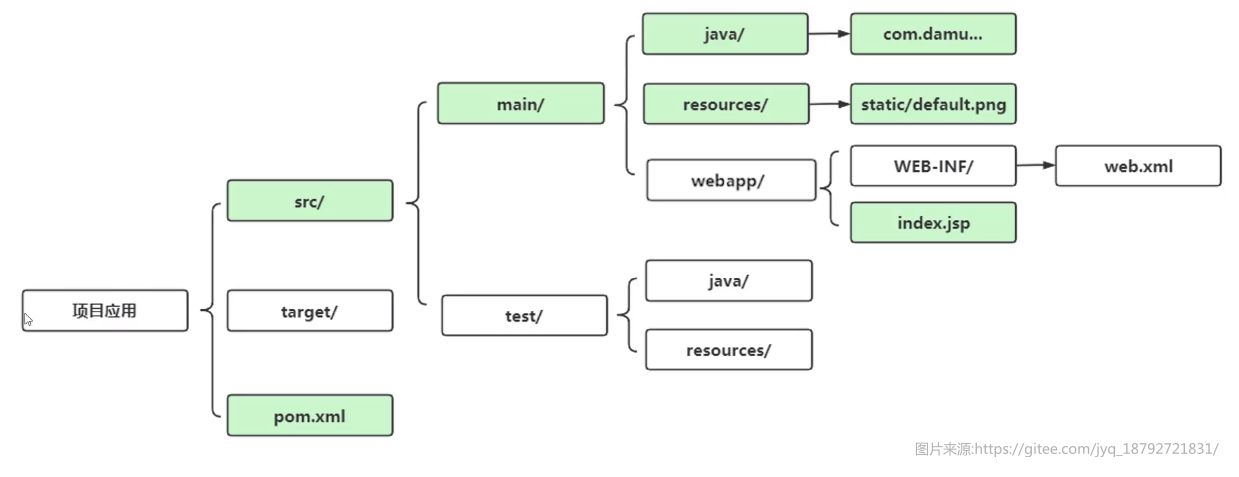 java/
com.damu...
main/
resources/
static/default.png
webapp/
WEB-INF/
web.xml
index.jsp
src/
项目应用
target/
test/
java/
resources/
pom.xml
图片来源:https://gitee.com/jyq_18792721831/